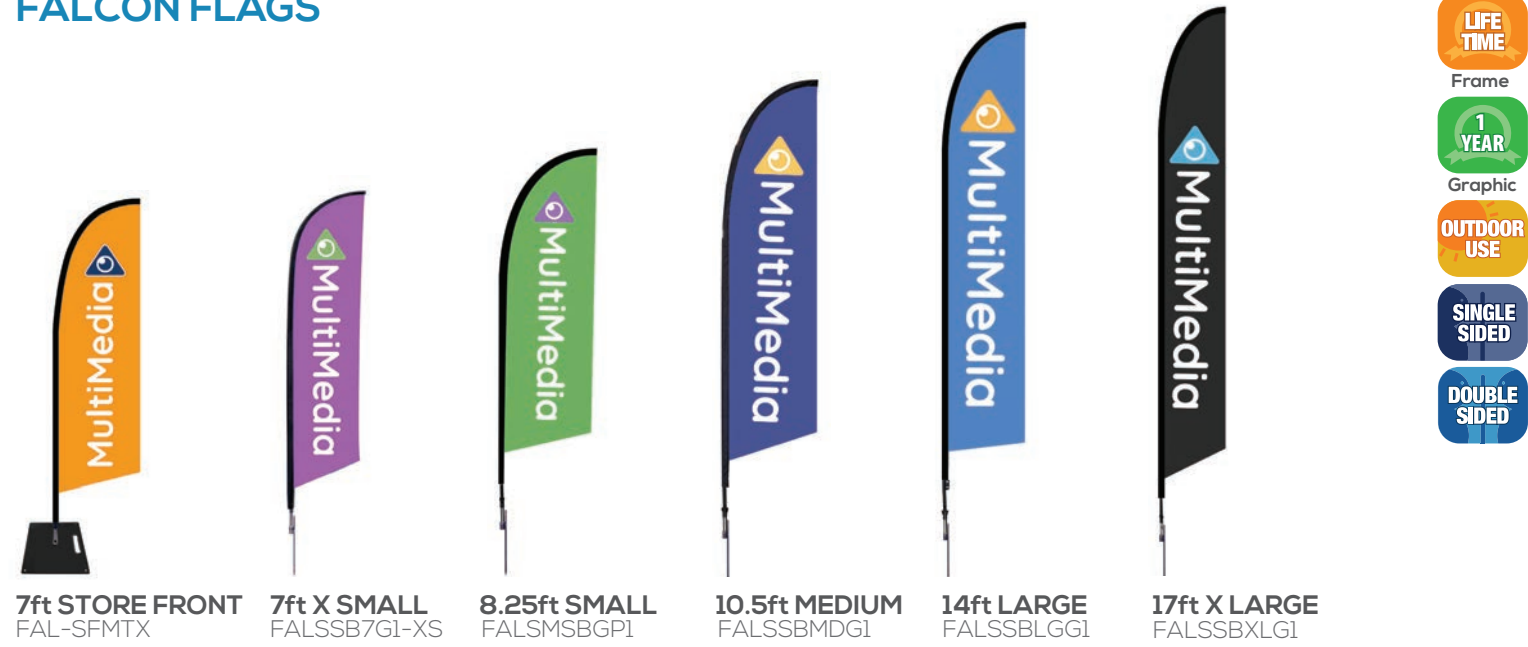 FALCON FLAGS
MultiMedia
MultiMedia
MultiMedia
MultiMedia
MultiMedia
MultiMedia
7ft STORE FRONT
FAL-SFMTX
7ft X SMALL
FALSSB7G1-XS
8.25ft SMALL
FALSMSBGP1
10.5ft MEDIUM
FALSSBMDG1
14ft LARGE
FALSSBLGG1
17ft X LARGE
FALSSBXLG1
LIFE
TIME
Frame
1
YEAR
Graphic
OUTDOOR
USE
SINGLE
SIDED
DOUBLE
SIDED